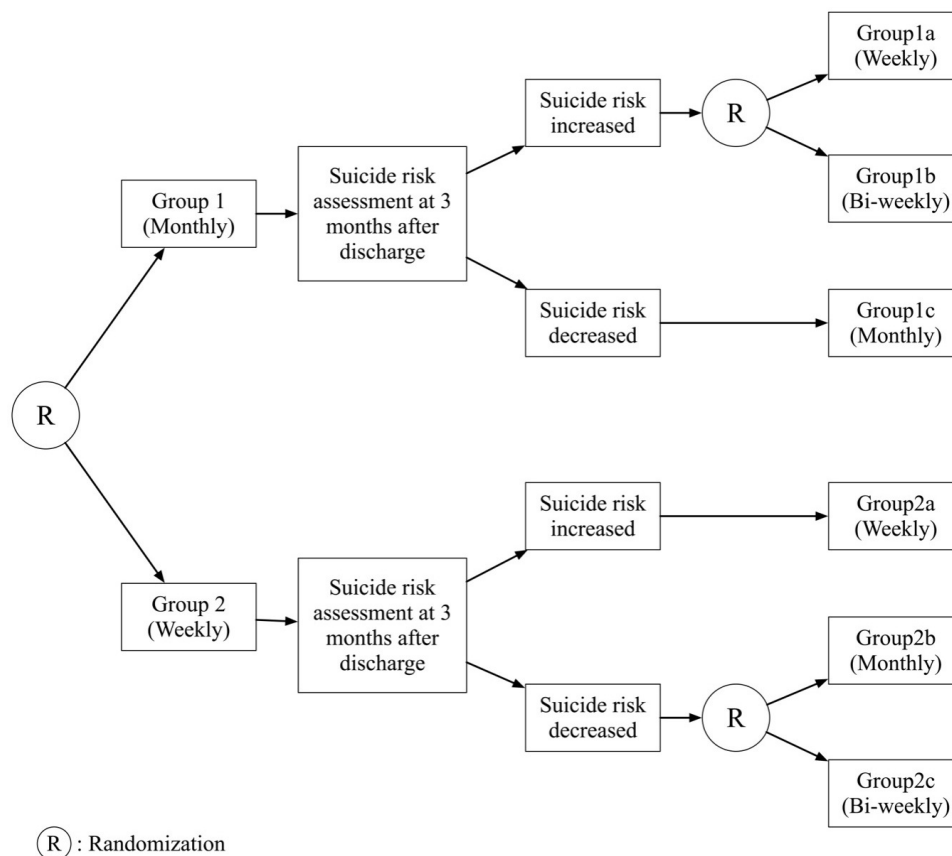 Group1a
(Weekly)
Suicide risk
increased
R
Group1b
(Bi-weekly)
Suicide risk
assessment at 3
months after
discharge
Group 1
(Monthly)
Suicide risk
decreased
Group1c
(Monthly)
R
Suicide risk
increased
Group2a
(Weekly)
Suicide risk
assessment at 3
months after
discharge
Group 2
(Weekly)
Group2b
(Monthly)
Suicide risk
decreased
R
Group2c
(Bi-weekly)
R : Randomization